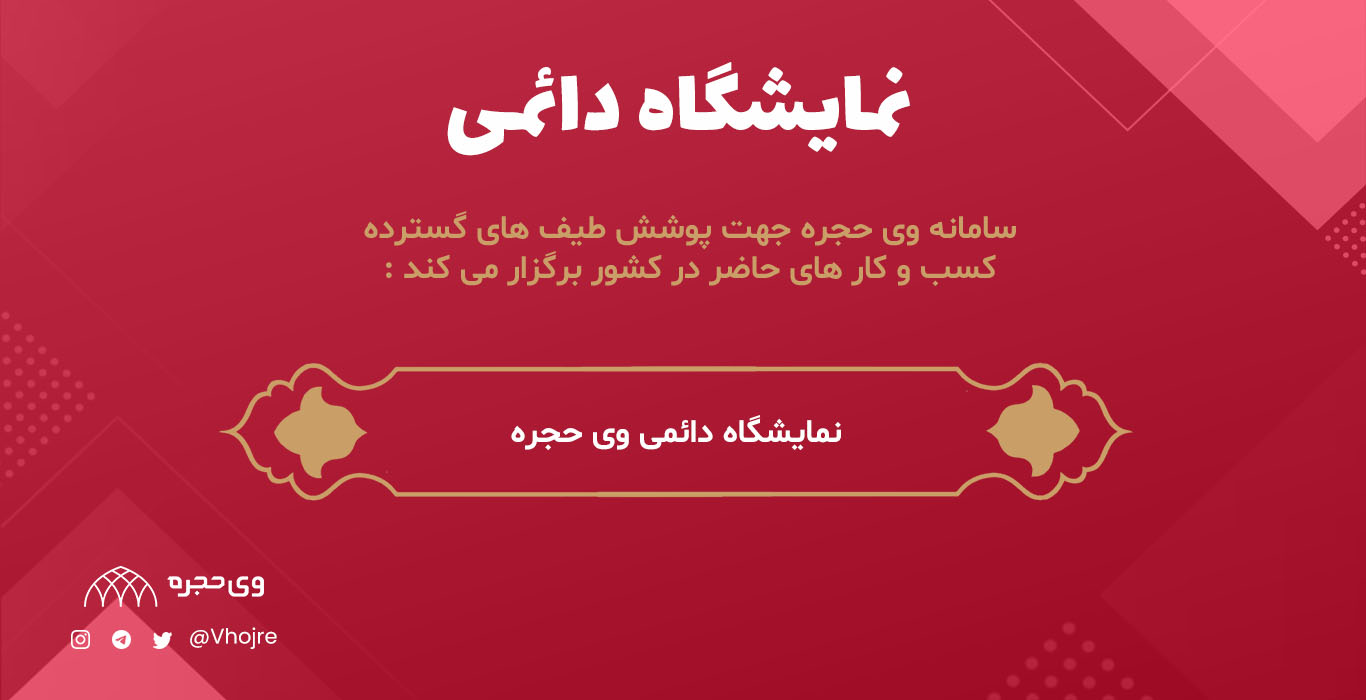 نمایشگاه دائمی
سامانه وی حجره جهت پوشش طیف های گسترده
کسب و کار های حاضر در کشور برگزار می کند :
نمایشگاه دائمی وی حجره
وی حجره
@Vhojre